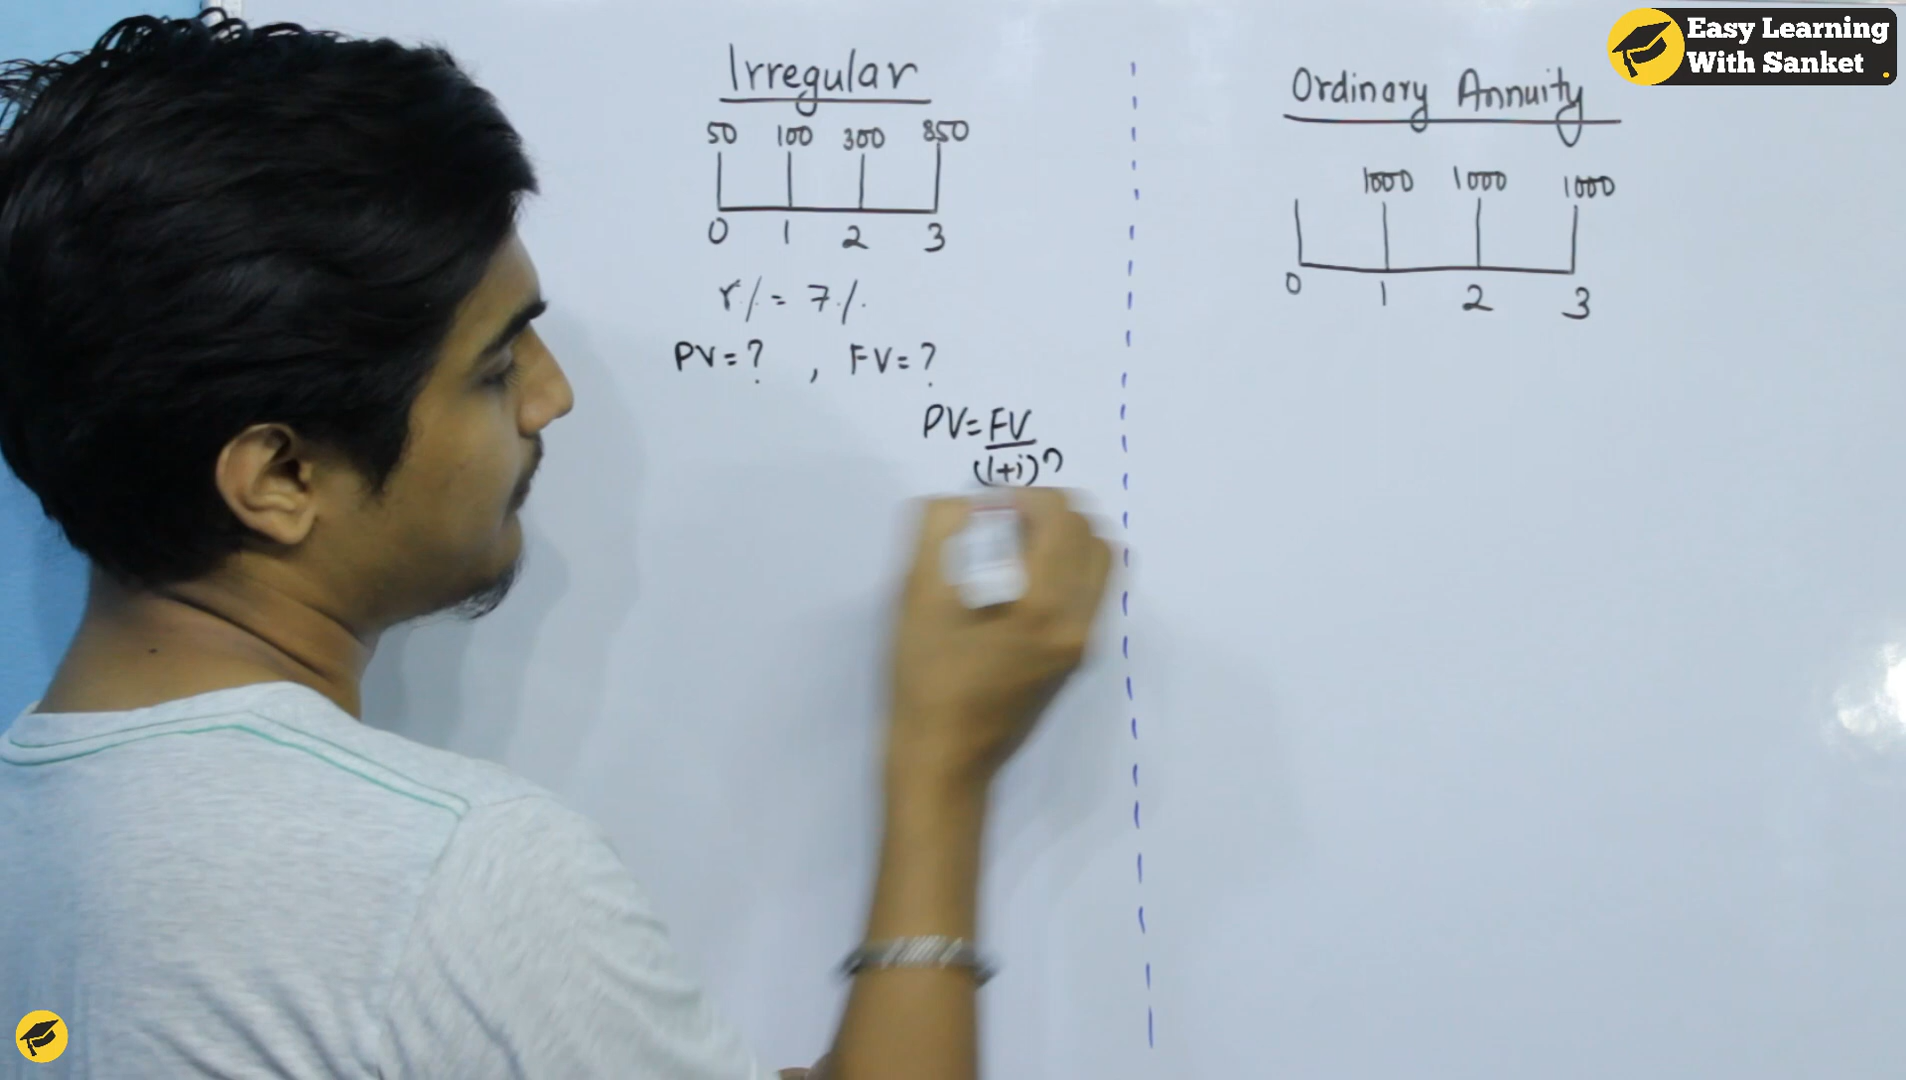 Easy Learning
With Sanket
Irregular
50 100 300 850
0 1 2 3
r% = 7%
PV = ? , FV = ?
PV = FV
(1+i)n
Ordinary Annuity
1000 1000 1000
0 1 2 3